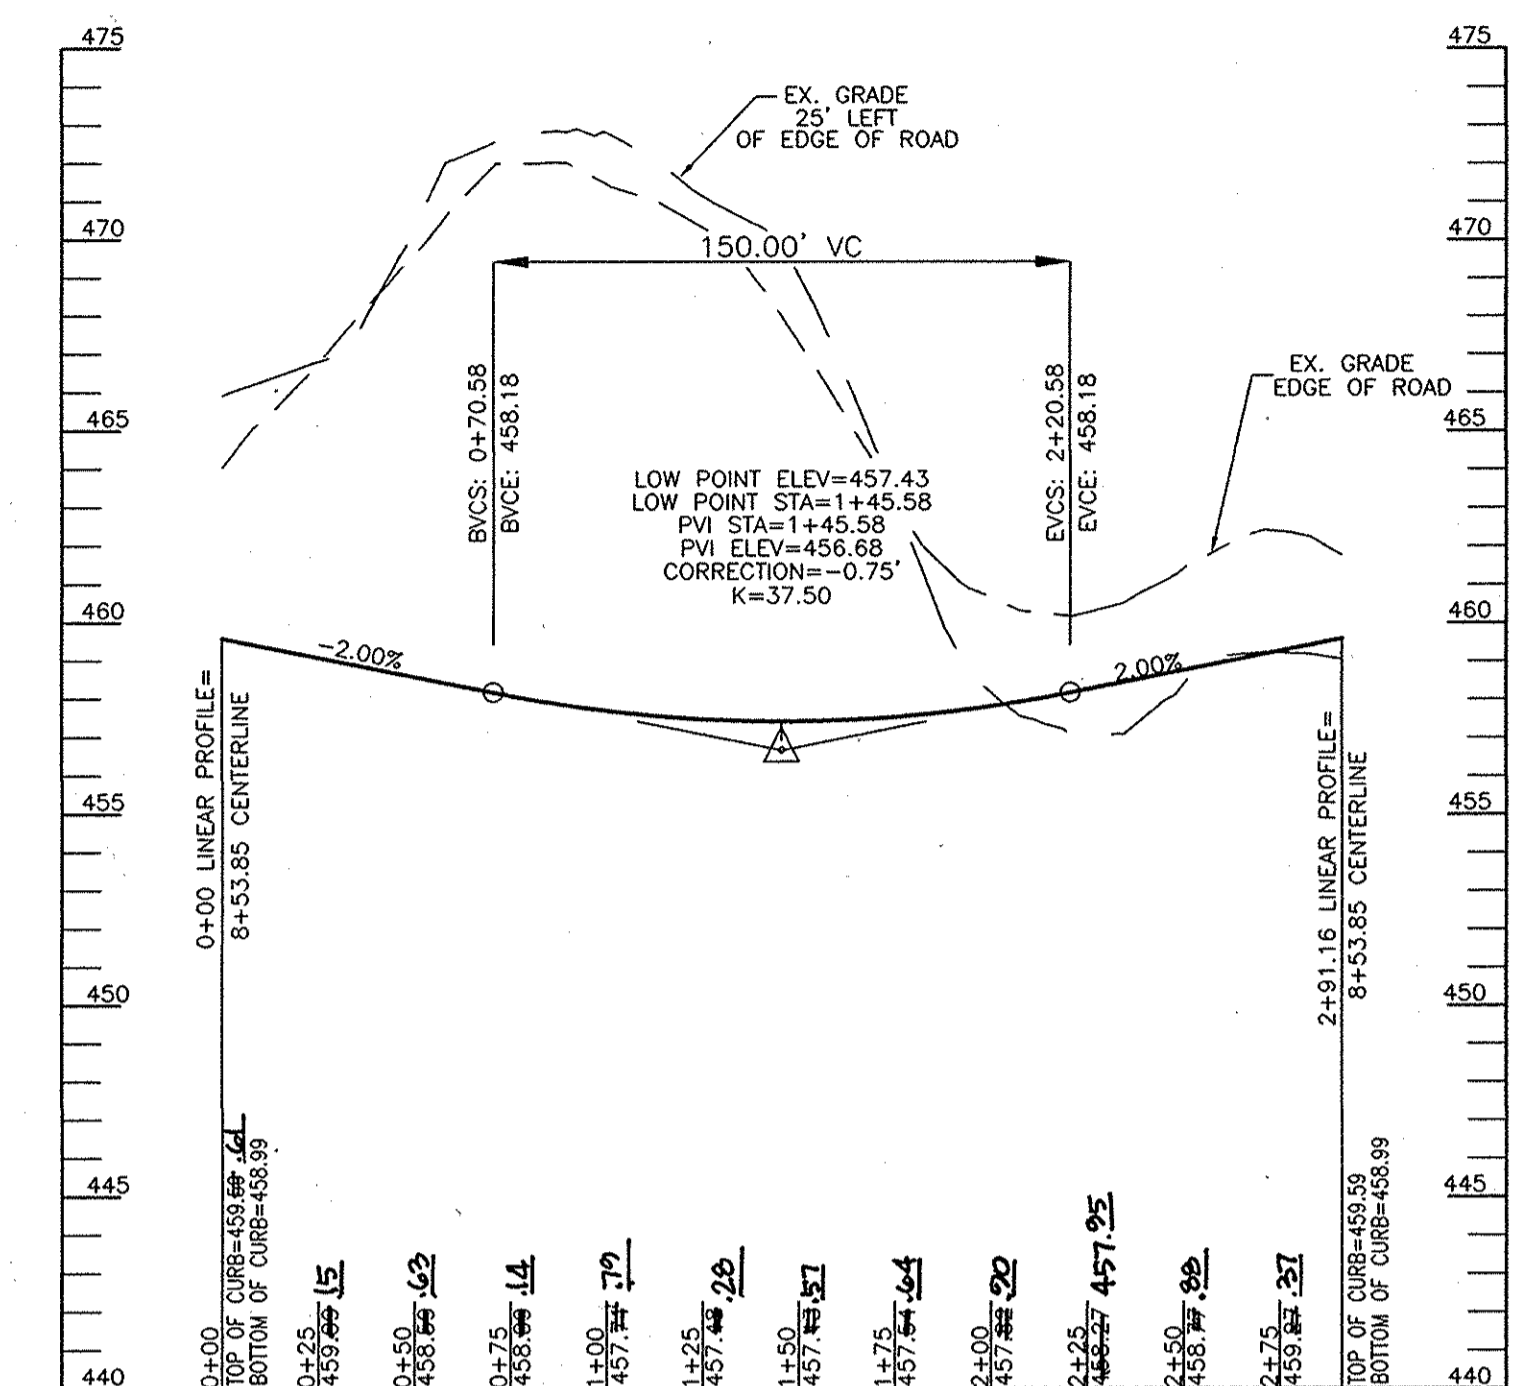 475
475
EX. GRADE
25' LEFT
OF EDGE OF ROAD
470
470
150.00' VC
BVCS: 0+70.58
BVCE: 458.18
EVCS: 2+20.58
EVCE: 458.18
EX. GRADE
EDGE OF ROAD
465
465
LOW POINT ELEV=457.43
LOW POINT STA=1+45.58
PVI STA=1+45.58
PVI ELEV=456.68
CORRECTION=-0.75'
K=37.50
460
460
-2.00%
2.00%
0+00 LINEAR PROFILE=
8+53.85 CENTERLINE
2+91.16 LINEAR PROFILE=
8+53.85 CENTERLINE
455
455
450
450
445
445
440
440
0+00
TOP OF CURB=459.
BOTTOM OF CURB=458.99
0+25
459. .15
0+50
458. .63
0+75
458. .14
1+00
457. .79
1+25
457. .28
1+50
457. .57
1+75
457. .64
2+00
457. .90
2+25
458.27 457.95
2+50
458. .88
2+75
459. .37
TOP OF CURB=459.59
BOTTOM OF CURB=458.99